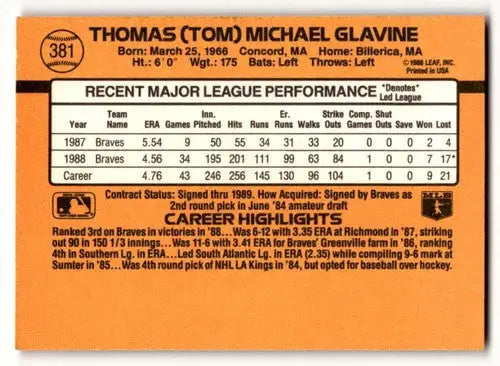 381
THOMAS (TOM) MICHAEL GLAVINE
Born: March 25, 1966 Concord, MA Home: Billerica, MA
Ht.: 6'0" Wgt.: 175 Bats: Left Throws: Left
©1988 LEAF, INC.
Printed in USA
RECENT MAJOR LEAGUE PERFORMANCE *Denotes* Led League
Year Team Name ERA Games Inn. Pitched Hits Runs Er. Runs Walks Strike Outs Comp. Games Shut Outs Save Won Lost
1987 Braves 5.54 9 50 55 34 31 33 20 0 0 0 2 4
1988 Braves 4.56 34 195 201 111 99 63 84 1 0 0 7 17*
Career 4.76 43 246 256 145 130 96 104 1 0 0 9 21
Contract Status: Signed thru 1989. How Acquired: Signed by Braves as
2nd round pick in June '84 amateur draft
MLB
CAREER HIGHLIGHTS
Ranked 3rd on Braves in victories in '88...Was 6-12 with 3.35 ERA at Richmond in '87, striking
out 90 in 150 1/3 innings...Was 11-6 with 3.41 ERA for Braves' Greenville farm in '86, ranking
4th in Southern Lg. in ERA...Led South Atlantic Lg. in ERA (2.35) while compiling 9-6 mark at
Sumter in '85...Was 4th round pick of NHL LA Kings in '84, but opted for baseball over hockey.